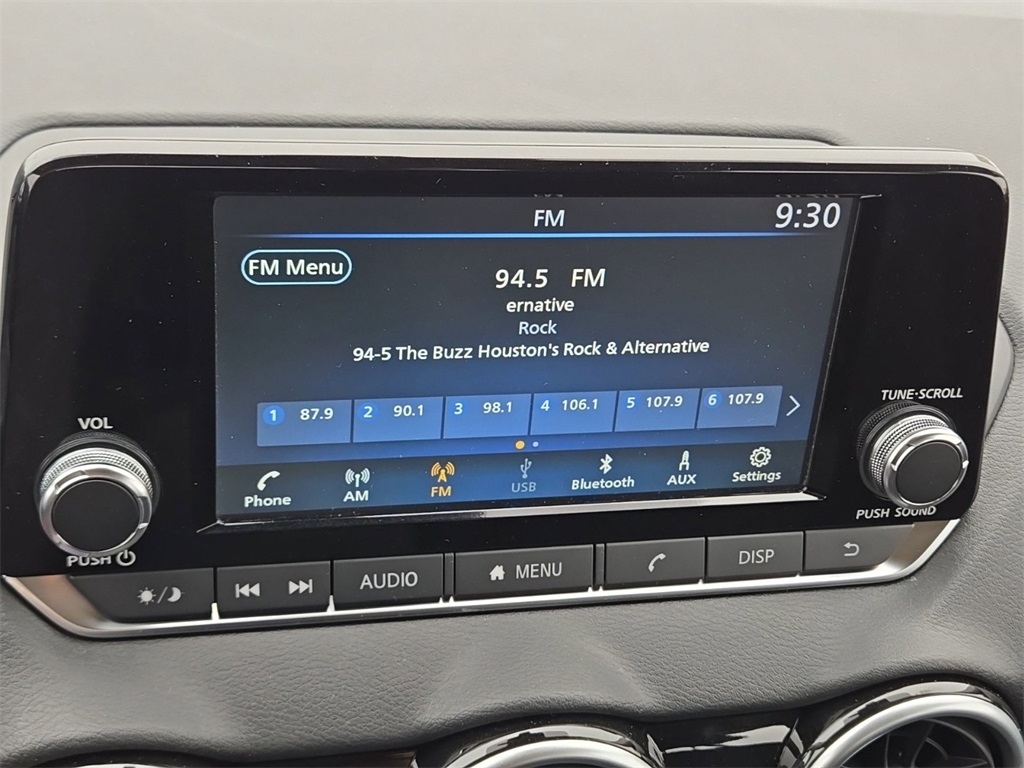 FM
9:30
FM Menu
94.5 FM
ernative
Rock
94-5 The Buzz Houston's Rock & Alternative
1 87.9
2 90.1
3 98.1
4 106.1
5 107.9
6 107.9
Phone
AM
FM
USB
Bluetooth
AUX
Settings
VOL
PUSH
TUNE·SCROLL
PUSH SOUND
AUDIO
MENU
DISP